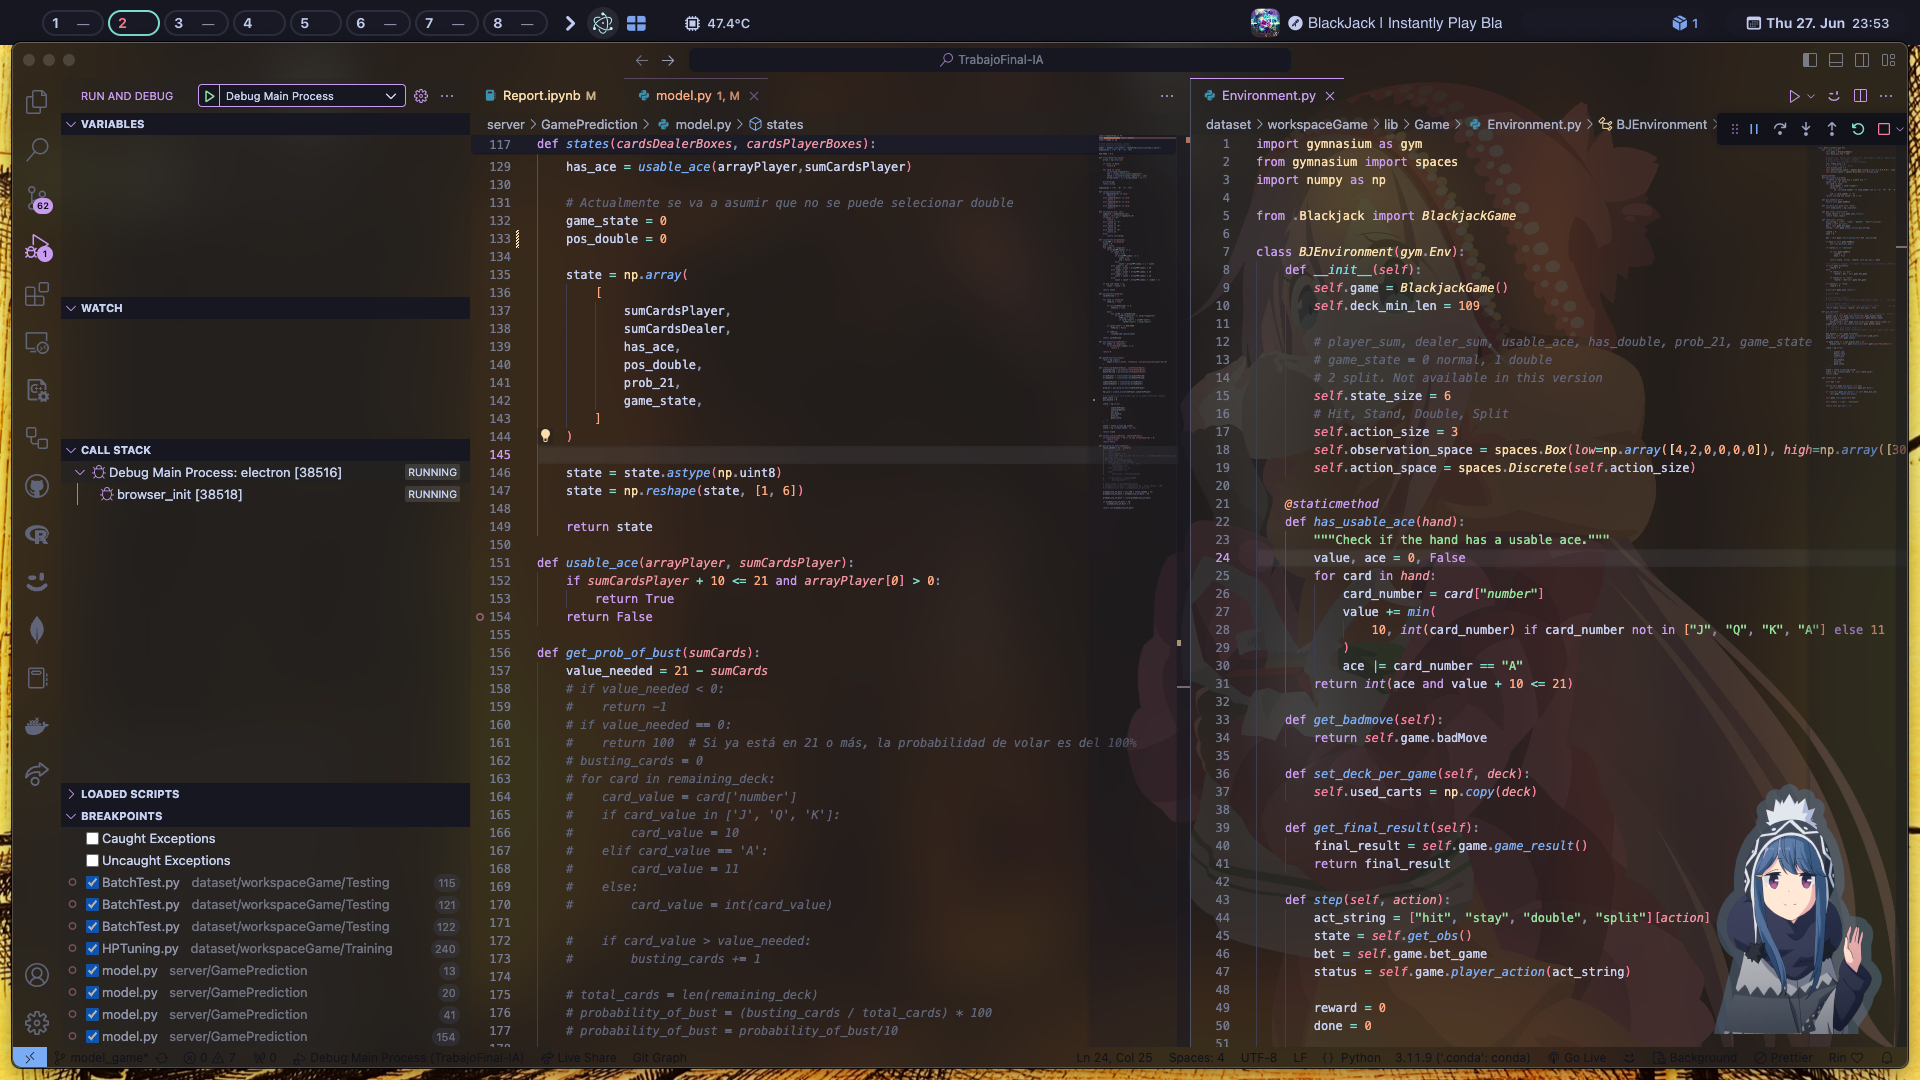 1 — 2 3 — 4 5 6 — 7 — 8 — 47.4°C BlackJack | Instantly Play Bla 1 Thu 27. Jun 23:53
TrabajoFinal-IA
RUN AND DEBUG Debug Main Process
VARIABLES
WATCH
CALL STACK
Debug Main Process: electron [38516] RUNNING
browser_init [38518] RUNNING
LOADED SCRIPTS
BREAKPOINTS
Caught Exceptions
Uncaught Exceptions
BatchTest.py dataset/workspaceGame/Testing 115
BatchTest.py dataset/workspaceGame/Testing 121
BatchTest.py dataset/workspaceGame/Testing 122
HPTuning.py dataset/workspaceGame/Training 240
model.py server/GamePrediction 13
model.py server/GamePrediction 20
model.py server/GamePrediction 41
model.py server/GamePrediction 154
62
1
Report.ipynb M model.py 1, M
server > GamePrediction > model.py > states
117 def states(cardsDealerBoxes, cardsPlayerBoxes):
129 has_ace = usable_ace(arrayPlayer,sumCardsPlayer)
130
131 # Actualmente se va a asumir que no se puede selecionar double
132 game_state = 0
133 pos_double = 0
134
135 state = np.array(
136 [
137 sumCardsPlayer,
138 sumCardsDealer,
139 has_ace,
140 pos_double,
141 prob_21,
142 game_state,
143 ]
144 )
145
146 state = state.astype(np.uint8)
147 state = np.reshape(state, [1, 6])
148
149 return state
150
151 def usable_ace(arrayPlayer, sumCardsPlayer):
152 if sumCardsPlayer + 10 <= 21 and arrayPlayer[0] > 0:
153 return True
154 return False
155
156 def get_prob_of_bust(sumCards):
157 value_needed = 21 - sumCards
158 # if value_needed < 0:
159 # return -1
160 # if value_needed == 0:
161 # return 100 # Si ya está en 21 o más, la probabilidad de volar es del 100%
162 # busting_cards = 0
163 # for card in remaining_deck:
164 # card_value = card['number']
165 # if card_value in ['J', 'Q', 'K']:
166 # card_value = 10
167 # elif card_value == 'A':
168 # card_value = 11
169 # else:
170 # card_value = int(card_value)
171
172 # if card_value > value_needed:
173 # busting_cards += 1
174
175 # total_cards = len(remaining_deck)
176 # probability_of_bust = (busting_cards / total_cards) * 100
177 # probability_of_bust = probability_of_bust/10
Environment.py
dataset > workspaceGame > lib > Game > Environment.py > BJEnvironment >
1 import gymnasium as gym
2 from gymnasium import spaces
3 import numpy as np
4
5 from .Blackjack import BlackjackGame
6
7 class BJEnvironment(gym.Env):
8 def __init__(self):
9 self.game = BlackjackGame()
10 self.deck_min_len = 109
11
12 # player_sum, dealer_sum, usable_ace, has_double, prob_21, game_state
13 # game_state = 0 normal, 1 double
14 # 2 split. Not available in this version
15 self.state_size = 6
16 # Hit, Stand, Double, Split
17 self.action_size = 3
18 self.observation_space = spaces.Box(low=np.array([4,2,0,0,0,0]), high=np.array([30
19 self.action_space = spaces.Discrete(self.action_size)
20
21 @staticmethod
22 def has_usable_ace(hand):
23 """Check if the hand has a usable ace."""
24 value, ace = 0, False
25 for card in hand:
26 card_number = card["number"]
27 value += min(
28 10, int(card_number) if card_number not in ["J", "Q", "K", "A"] else 11
29 )
30 ace |= card_number == "A"
31 return int(ace and value + 10 <= 21)
32
33 def get_badmove(self):
34 return self.game.badMove
35
36 def set_deck_per_game(self, deck):
37 self.used_carts = np.copy(deck)
38
39 def get_final_result(self):
40 final_result = self.game.game_result()
41 return final_result
42
43 def step(self, action):
44 act_string = ["hit", "stay", "double", "split"][action]
45 state = self.get_obs()
46 bet = self.game.bet_game
47 status = self.game.player_action(act_string)
48
49 reward = 0
50 done = 0
51
model_game* 0 7 0 Debug Main Process (TrabajoFinal-IA) Live Share Git Graph Ln 24, Col 25 Spaces: 4 UTF-8 LF Python 3.11.9 ('.conda': conda) Go Live Background Prettier Rin